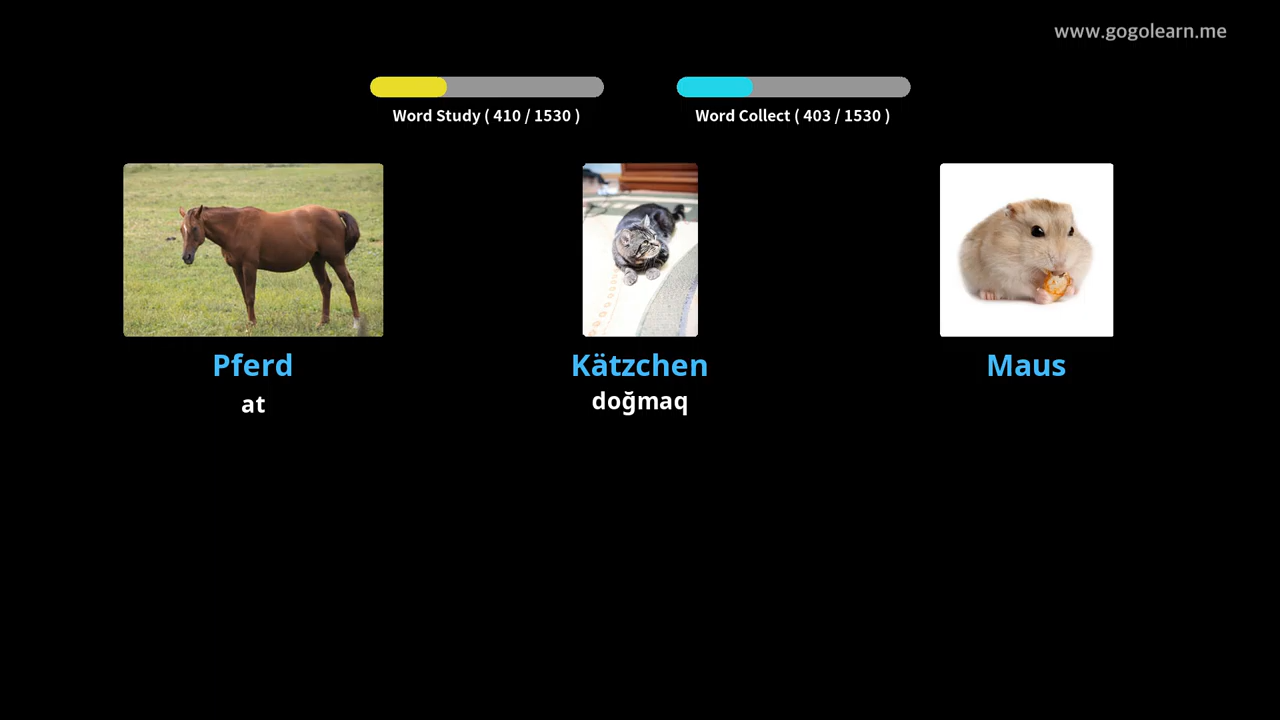 www.gogolearn.me
Word Study ( 410 / 1530 )
Word Collect ( 403 / 1530 )
Pferd
Kätzchen
Maus
at
doğmaq